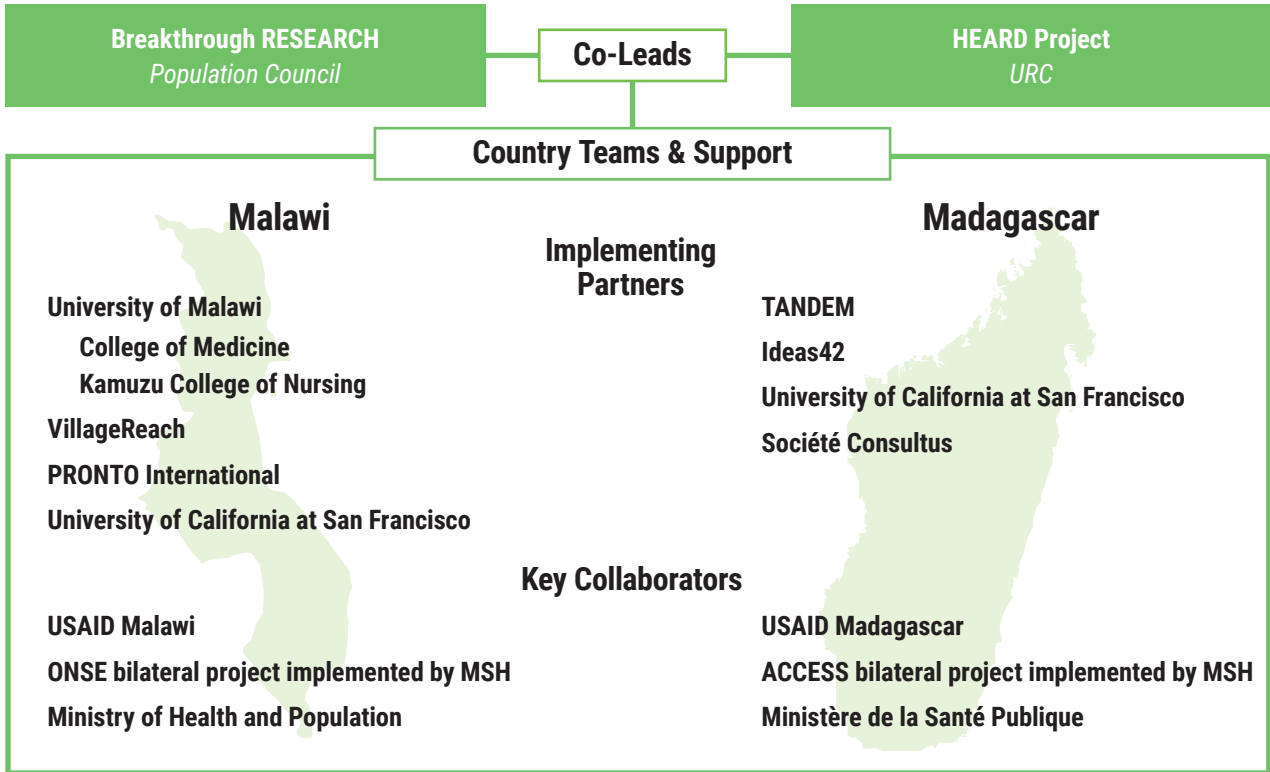 Breakthrough RESEARCH
Population Council
Co-Leads
HEARD Project
URC
Country Teams & Support
Malawi
Madagascar
Implementing
Partners
University of Malawi
College of Medicine
Kamuzu College of Nursing
VillageReach
PRONTO International
University of California at San Francisco
TANDEM
Ideas42
University of California at San Francisco
Société Consultus
Key Collaborators
USAID Malawi
ONSE bilateral project implemented by MSH
Ministry of Health and Population
USAID Madagascar
ACCESS bilateral project implemented by MSH
Ministère de la Santé Publique